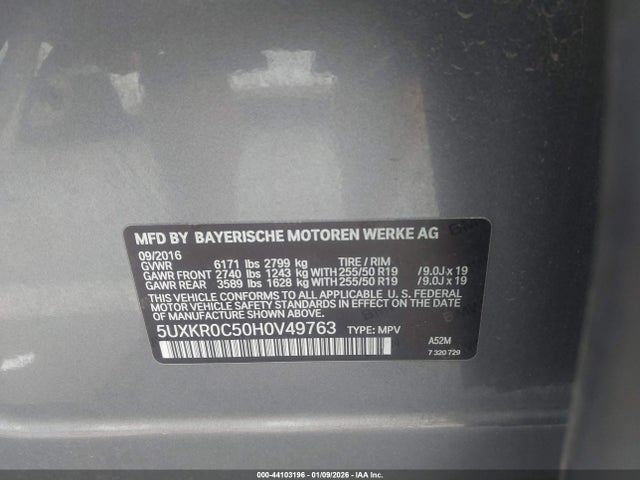 MFD BY BAYERISCHE MOTOREN WERKE AG
09/2016
GVWR 6171 lbs 2799 kg TIRE / RIM
GAWR FRONT 2740 lbs 1243 kg WITH 255/50 R19 /9.0J x 19
GAWR REAR 3589 lbs 1628 kg WITH 255/50 R19 /9.0J x 19
THIS VEHICLE CONFORMS TO ALL APPLICABLE U.S. FEDERAL
MOTOR VEHICLE SAFETY STANDARDS IN EFFECT ON THE
DATE OF MANUFACTURE SHOWN ABOVE.
5UXKR0C50H0V49763 TYPE: MPV
A52M
7 320 729
000-44103196 - 01/09/2026 - IAA Inc.